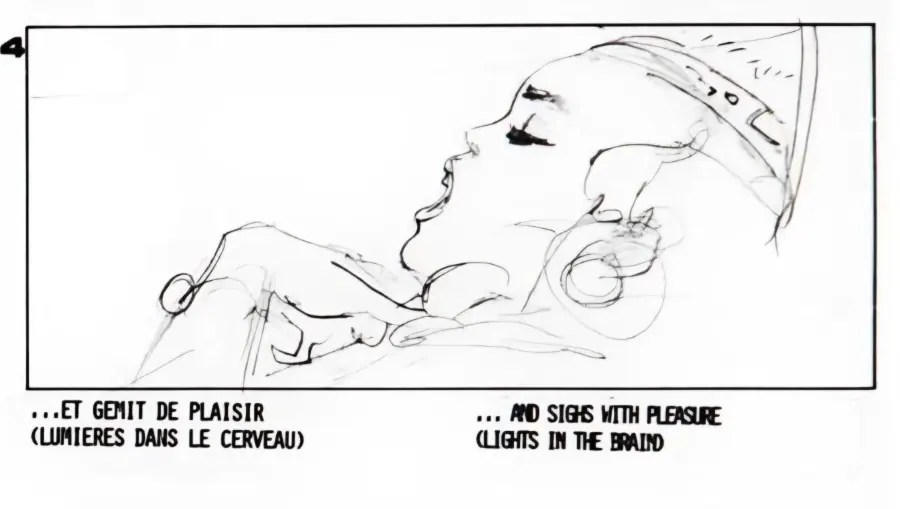 4
...ET GEMIT DE PLAISIR
(LUMIERES DANS LE CERVEAU)
... AND SIGHS WITH PLEASURE
(LIGHTS IN THE BRAIN)